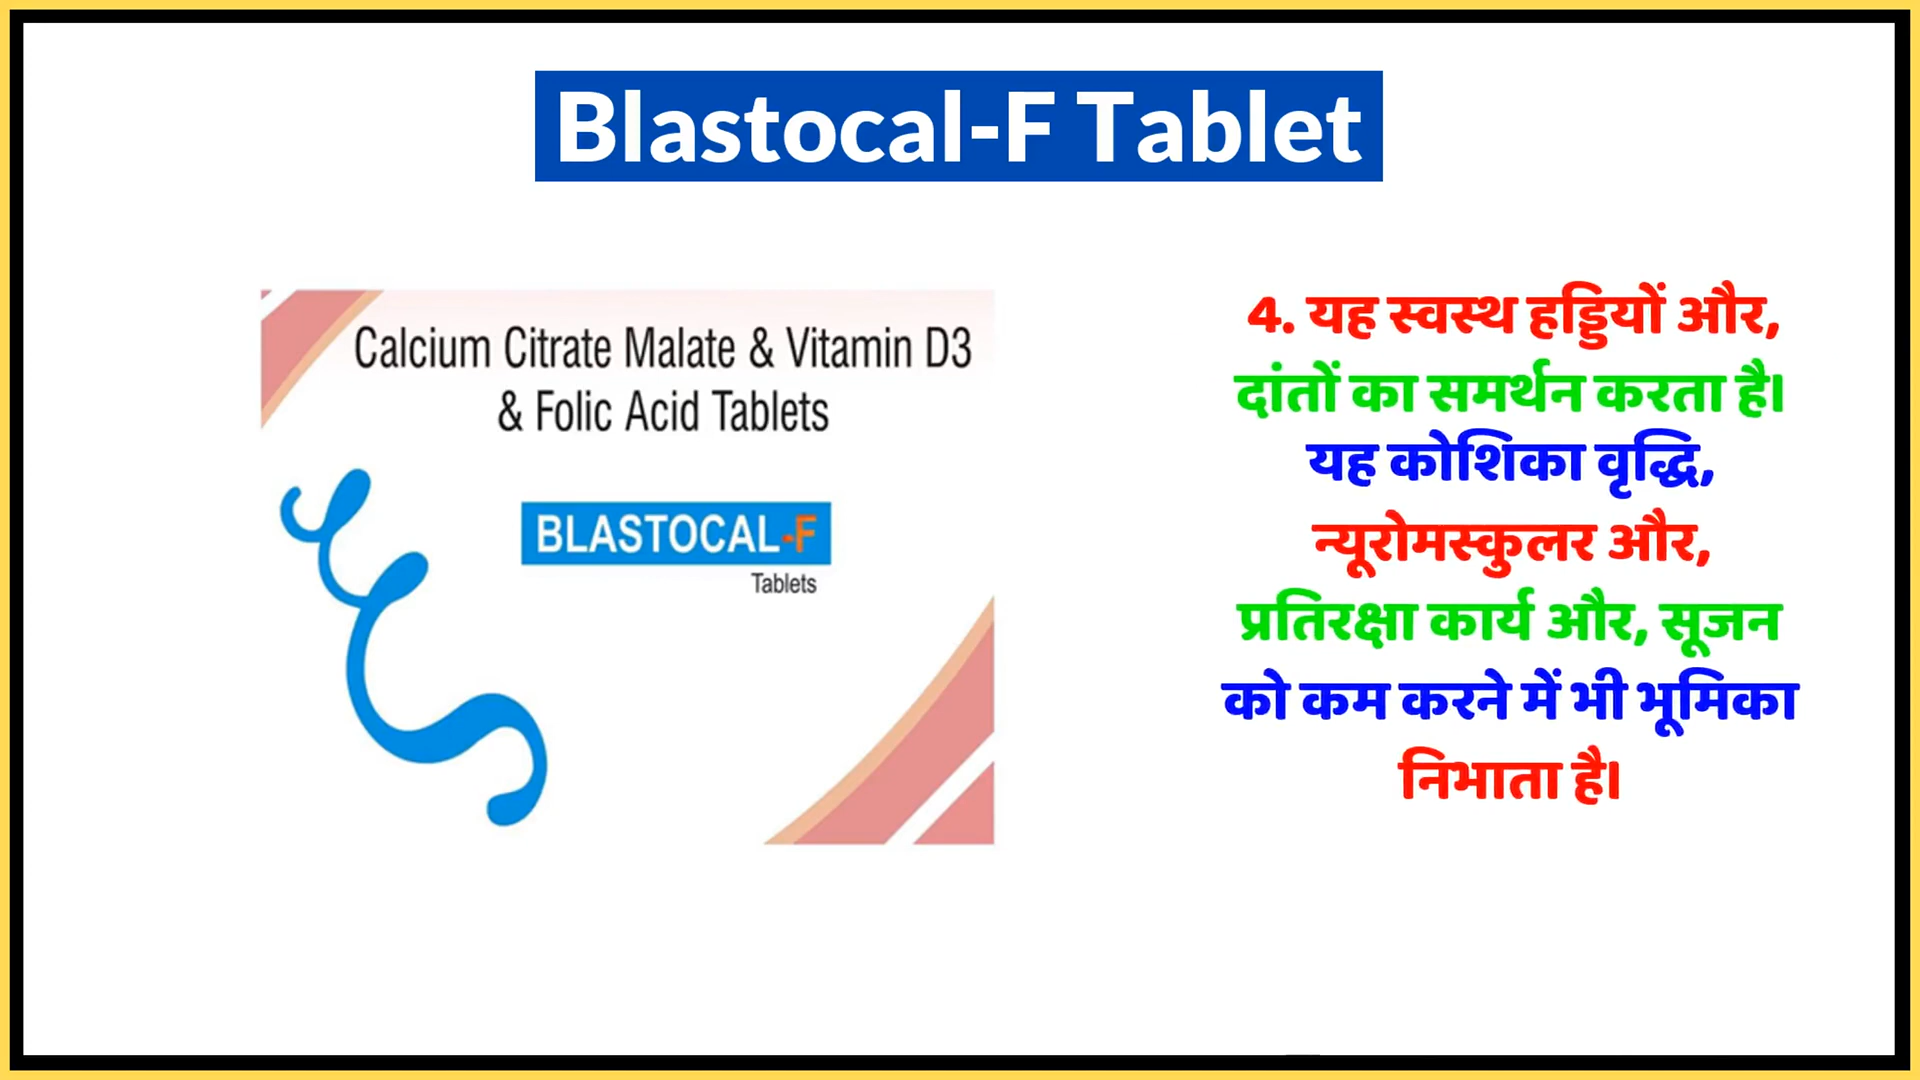 Blastocal-F Tablet
Calcium Citrate Malate & Vitamin D3
& Folic Acid Tablets
BLASTOCAL-F
Tablets
4. यह स्वस्थ हड्डियों और,
दांतों का समर्थन करता है।
यह कोशिका वृद्धि,
न्यूरोमस्कुलर और,
प्रतिरक्षा कार्य और, सूजन
को कम करने में भी भूमिका
निभाता है।